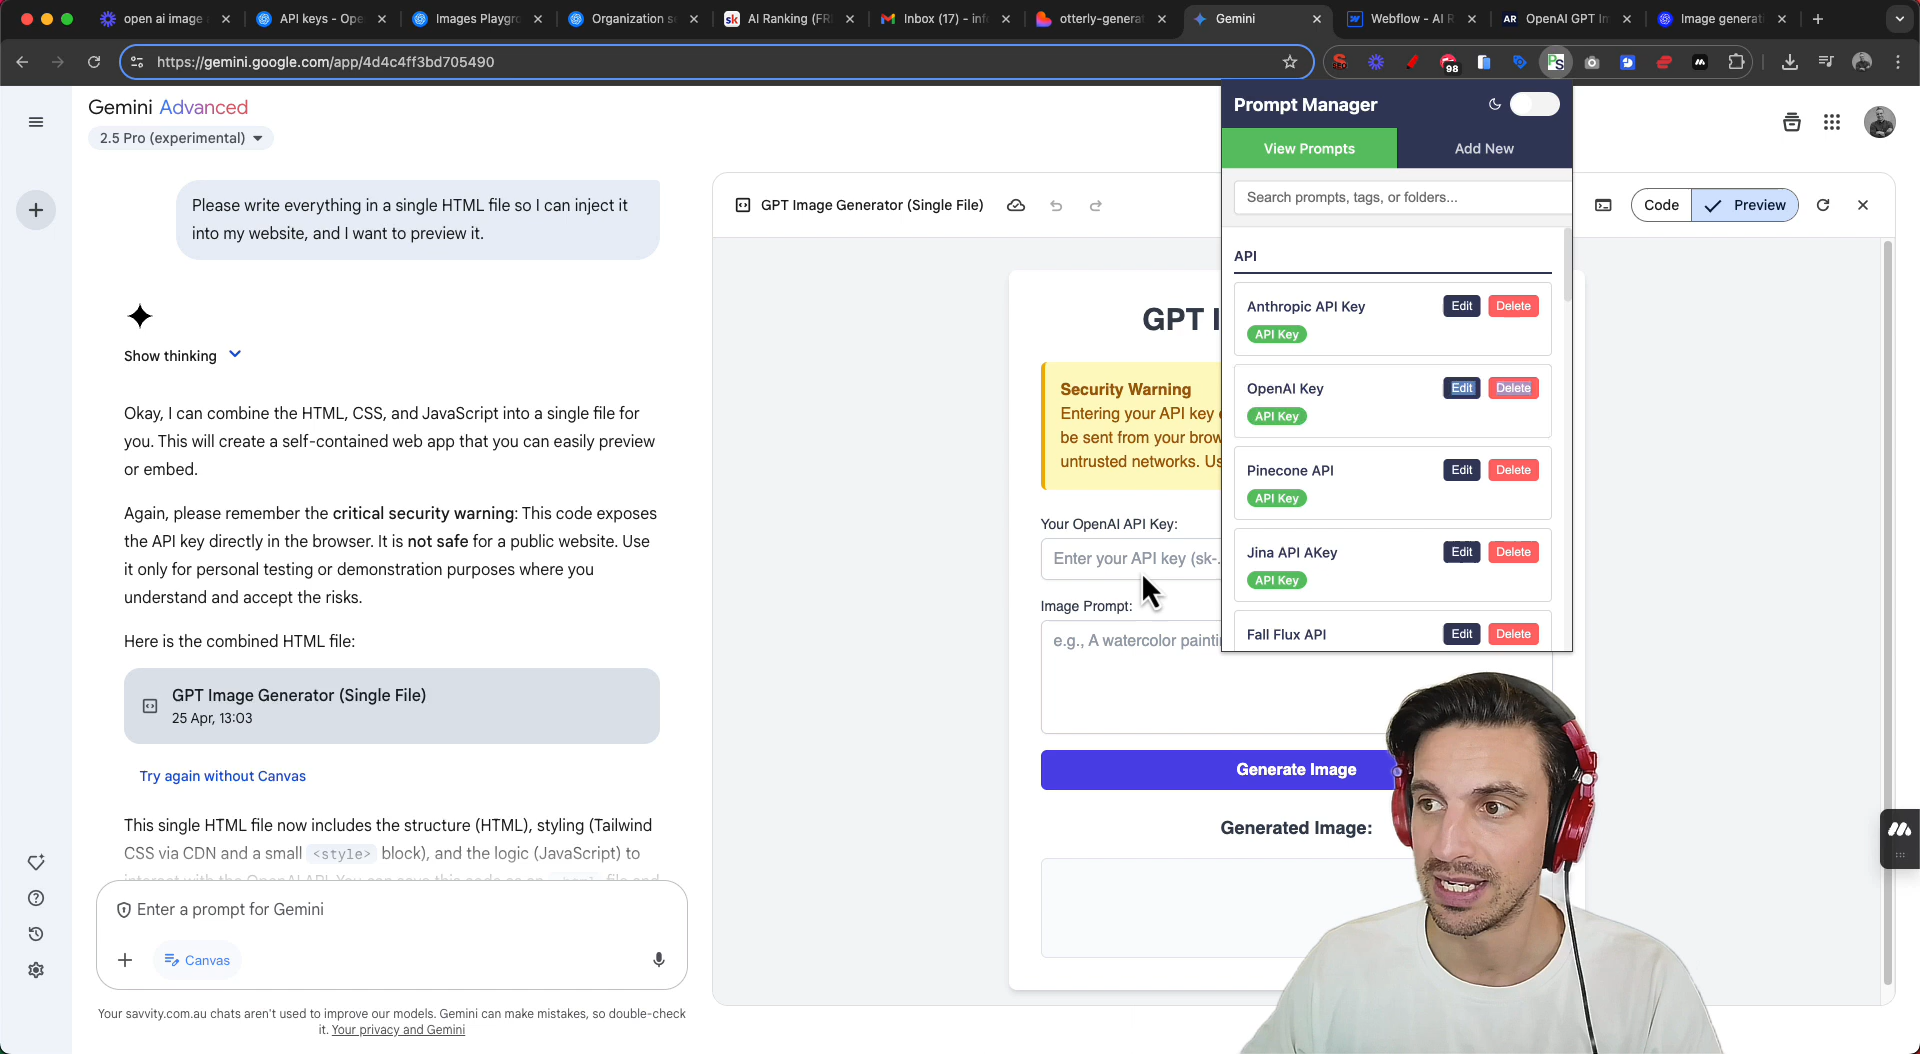 open ai image
API keys - Ope
Images Playgro
Organization se
AI Ranking (FR
Inbox (17) - inf
otterly-generat
Gemini
Webflow - AI R
OpenAI GPT Im
Image generati
https://gemini.google.com/app/4d4c4ff3bd705490
98
Gemini Advanced
2.5 Pro (experimental)
Please write everything in a single HTML file so I can inject it
into my website, and I want to preview it.
Show thinking
Okay, I can combine the HTML, CSS, and JavaScript into a single file for
you. This will create a self-contained web app that you can easily preview
or embed.
Again, please remember the critical security warning: This code exposes
the API key directly in the browser. It is not safe for a public website. Use
it only for personal testing or demonstration purposes where you
understand and accept the risks.
Here is the combined HTML file:
GPT Image Generator (Single File)
25 Apr, 13:03
Try again without Canvas
This single HTML file now includes the structure (HTML), styling (Tailwind
CSS via CDN and a small <style> block), and the logic (JavaScript) to
Enter a prompt for Gemini
Canvas
Your savvity.com.au chats aren't used to improve our models. Gemini can make mistakes, so double-check
it. Your privacy and Gemini
GPT Image Generator (Single File)
Code
Preview
GPT I
Security Warning
Entering your API key
be sent from your brow
untrusted networks. Us
Your OpenAI API Key:
Enter your API key (sk-.
Image Prompt:
e.g., A watercolor painti
Generate Image
Generated Image:
Prompt Manager
View Prompts
Add New
Search prompts, tags, or folders...
API
Anthropic API Key
Edit
Delete
API Key
OpenAI Key
Edit
Delete
API Key
Pinecone API
Edit
Delete
API Key
Jina API AKey
Edit
Delete
API Key
Fall Flux API
Edit
Delete